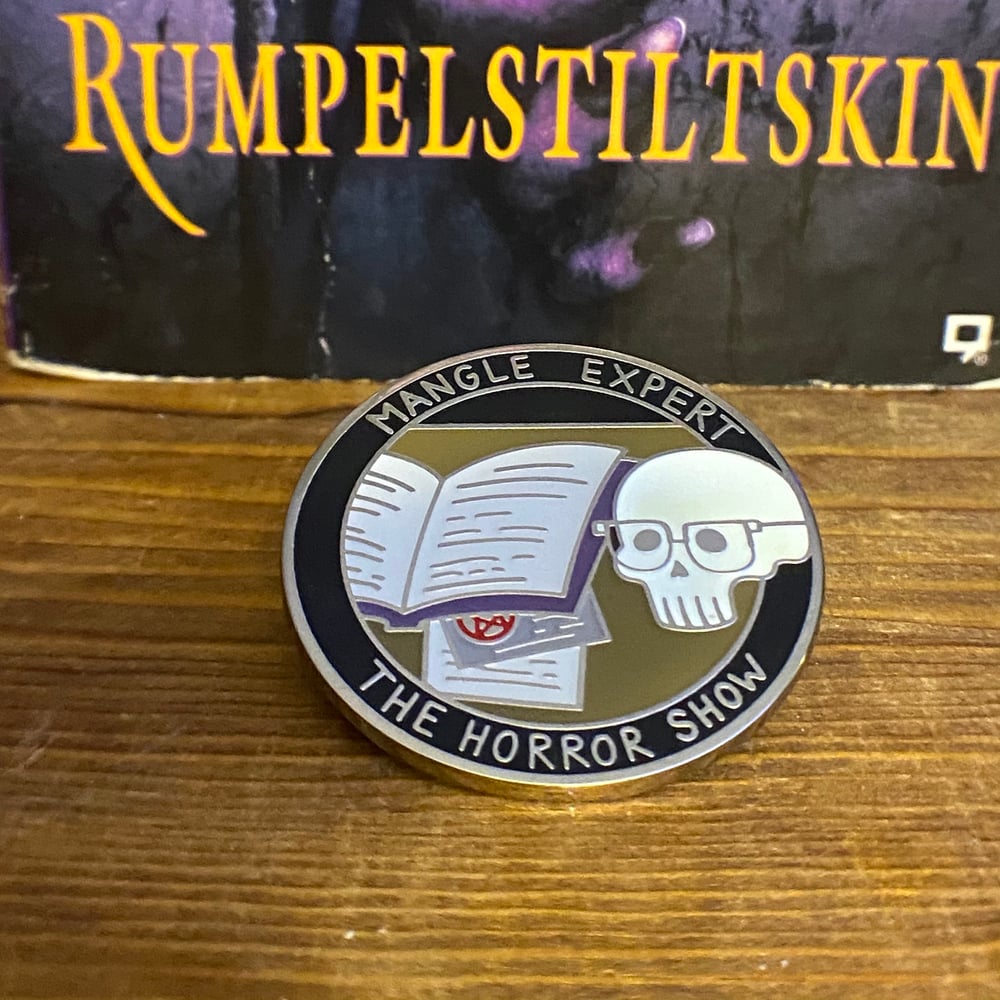 RUMPELSTILTSKIN
MANGLE EXPERT
THE HORROR SHOW